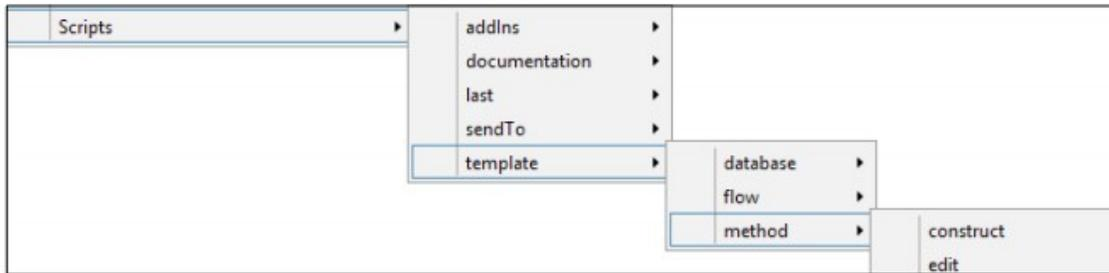 Scripts
addIns
documentation
last
sendTo
template
database
flow
method
construct
edit